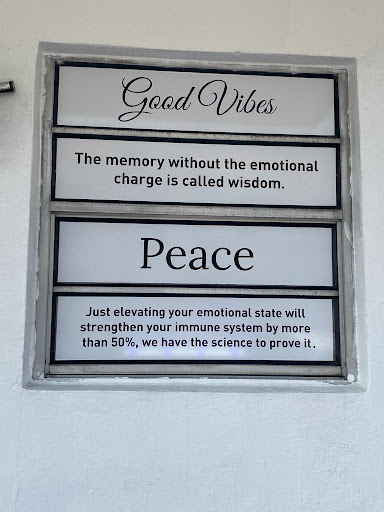 Good Vibes
The memory without the emotional
charge is called wisdom.
Peace
Just elevating your emotional state will
strengthen your immune system by more
than 50%, we have the science to prove it.